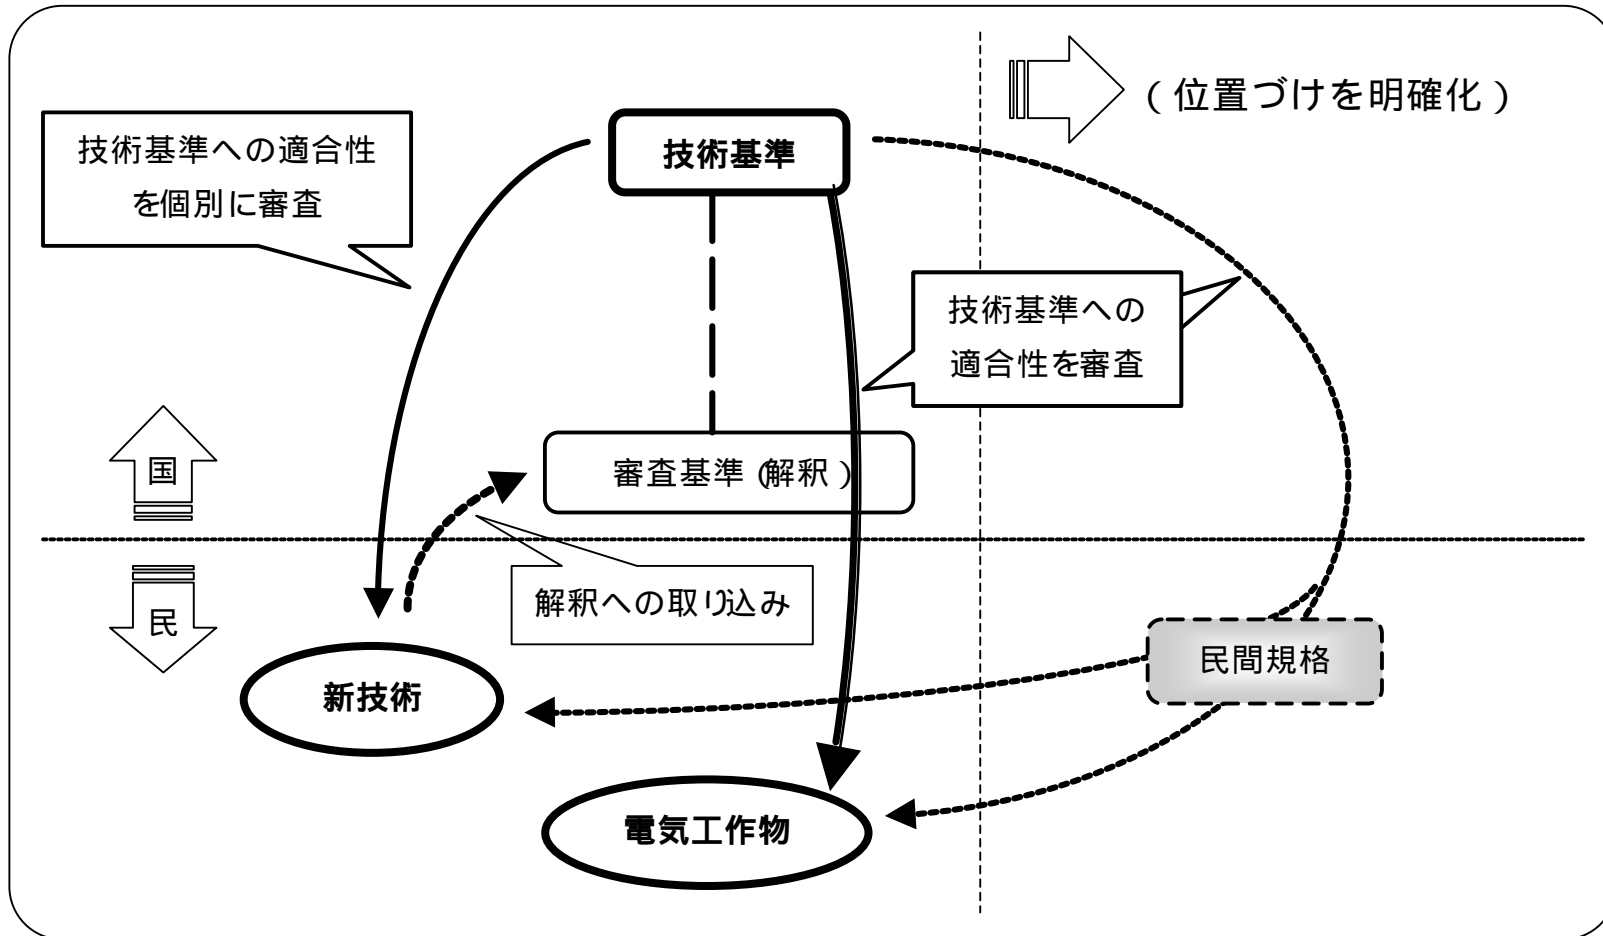 (位置づけを明確化)
技術基準への適合性
を個別に審査
技術基準
技術基準への
適合性を審査
国
審査基準(解釈)
民
解釈への取り込み
民間規格
新技術
電気工作物